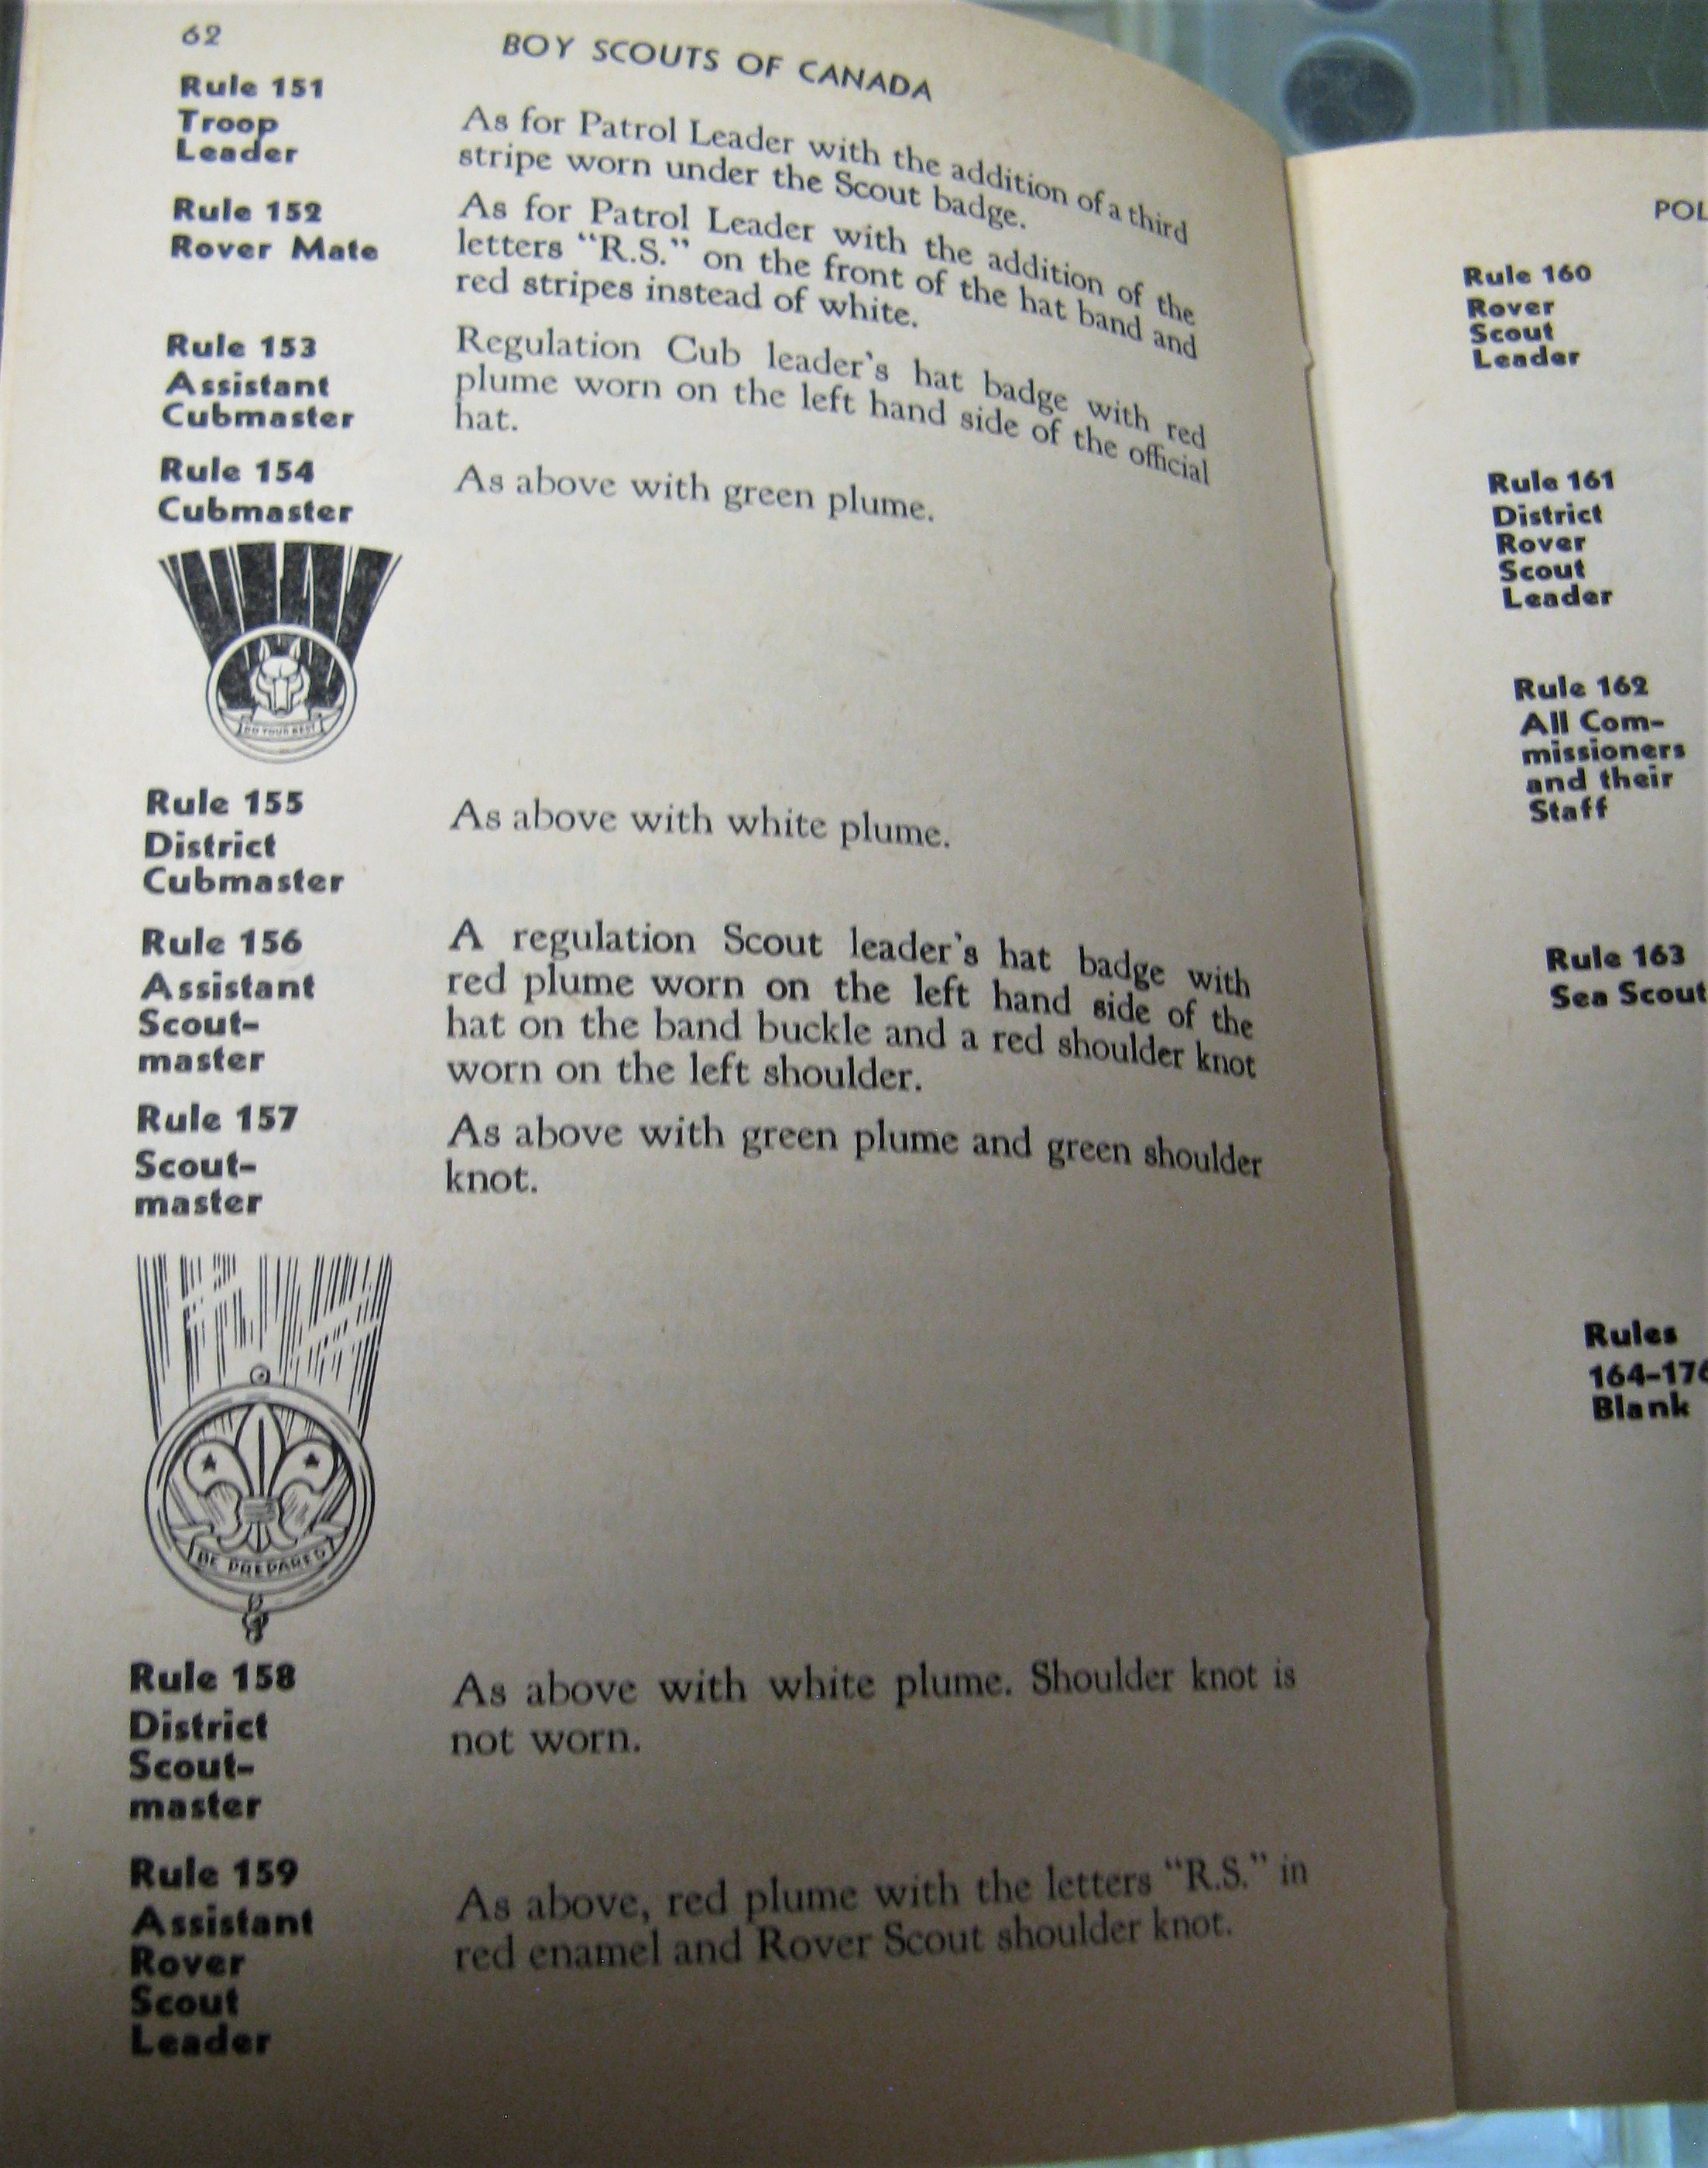 62
BOY SCOUTS OF CANADA
Rule 151
Troop
Leader
As for Patrol Leader with the addition of a third
stripe worn under the Scout badge.
Rule 152
Rover Mate
As for Patrol Leader with the addition of the
letters “R.S.” on the front of the hat band and
red stripes instead of white.
Rule 153
Assistant
Cubmaster
Regulation Cub leader's hat badge with red
plume worn on the left hand side of the official
hat.
Rule 154
Cubmaster
As above with green plume.
DO YOUR BEST
Rule 155
District
Cubmaster
As above with white plume.
Rule 156
Assistant
Scout-
master
A regulation Scout leader's hat badge with
red plume worn on the left hand side of the
hat on the band buckle and a red shoulder knot
worn on the left shoulder.
Rule 157
Scout-
master
As above with green plume and green shoulder
knot.
BE PREPARED
Rule 158
District
Scout-
master
As above with white plume. Shoulder knot is
not worn.
Rule 159
Assistant
Rover
Scout
Leader
As above, red plume with the letters “R.S.” in
red enamel and Rover Scout shoulder knot.
POL
Rule 160
Rover
Scout
Leader
Rule 161
District
Rover
Scout
Leader
Rule 162
All Com-
missioners
and their
Staff
Rule 163
Sea Scout
Rules
164-176
Blank